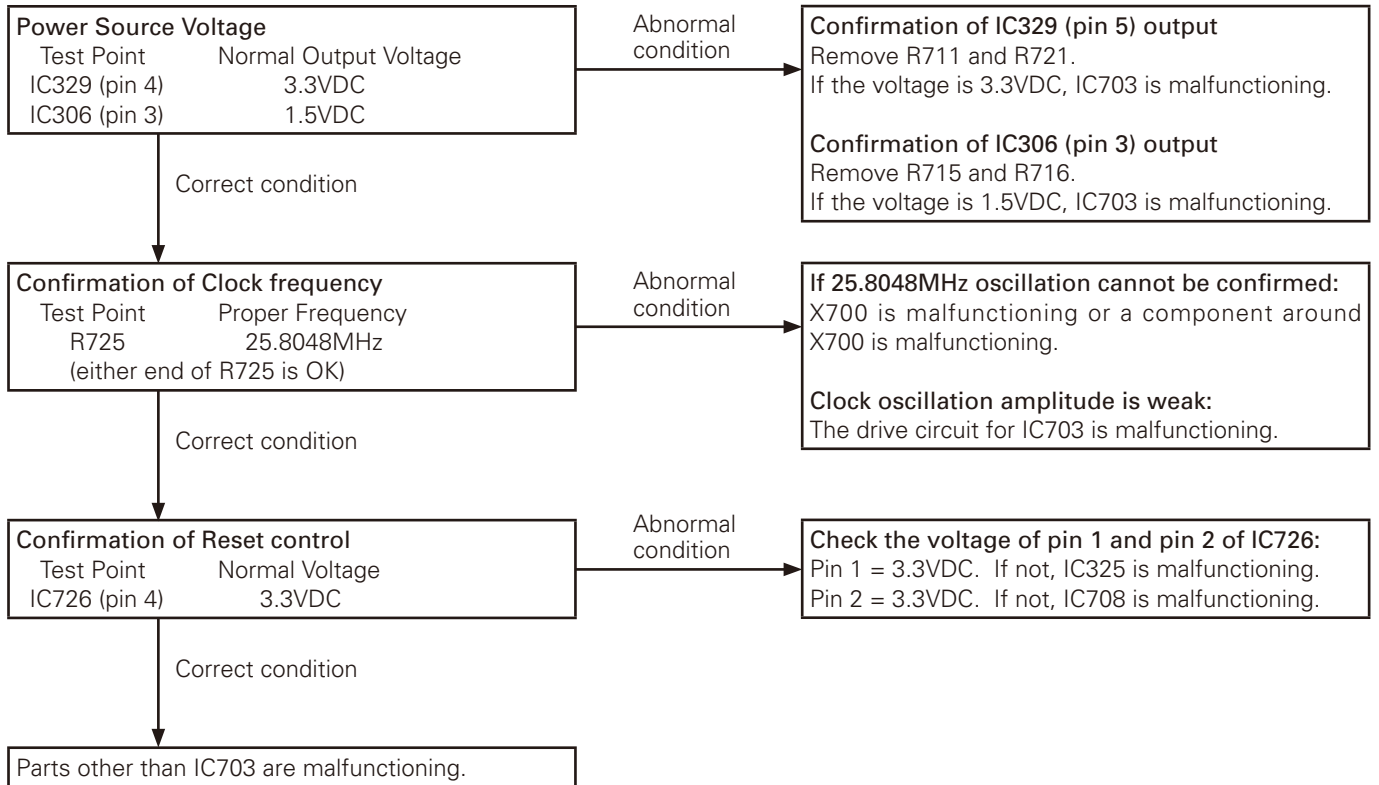 Power Source Voltage
Test Point Normal Output Voltage
IC329 (pin 4) 3.3VDC
IC306 (pin 3) 1.5VDC
Abnormal
condition
Confirmation of IC329 (pin 5) output
Remove R711 and R721.
If the voltage is 3.3VDC, IC703 is malfunctioning.
Confirmation of IC306 (pin 3) output
Remove R715 and R716.
If the voltage is 1.5VDC, IC703 is malfunctioning.
Correct condition
Confirmation of Clock frequency
Test Point Proper Frequency
R725 25.8048MHz
(either end of R725 is OK)
Abnormal
condition
If 25.8048MHz oscillation cannot be confirmed:
X700 is malfunctioning or a component around
X700 is malfunctioning.
Clock oscillation amplitude is weak:
The drive circuit for IC703 is malfunctioning.
Correct condition
Confirmation of Reset control
Test Point Normal Voltage
IC726 (pin 4) 3.3VDC
Abnormal
condition
Check the voltage of pin 1 and pin 2 of IC726:
Pin 1 = 3.3VDC. If not, IC325 is malfunctioning.
Pin 2 = 3.3VDC. If not, IC708 is malfunctioning.
Correct condition
Parts other than IC703 are malfunctioning.